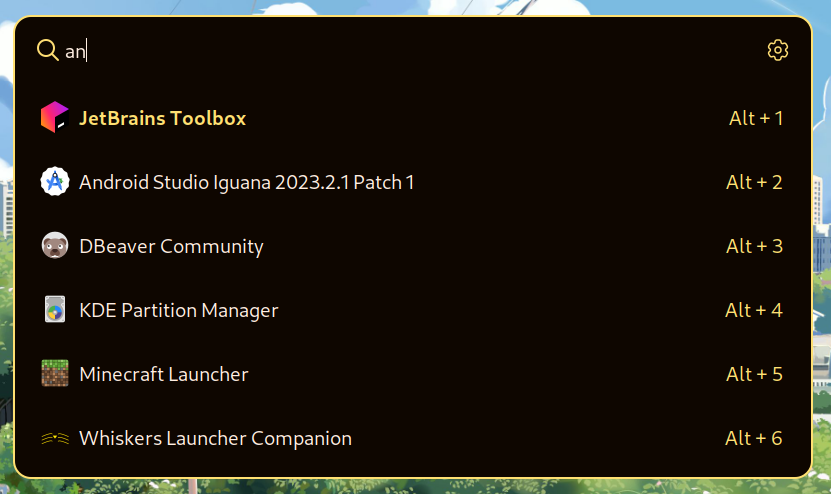 an
JetBrains Toolbox Alt + 1
Android Studio Iguana 2023.2.1 Patch 1 Alt + 2
DBeaver Community Alt + 3
KDE Partition Manager Alt + 4
Minecraft Launcher Alt + 5
Whiskers Launcher Companion Alt + 6